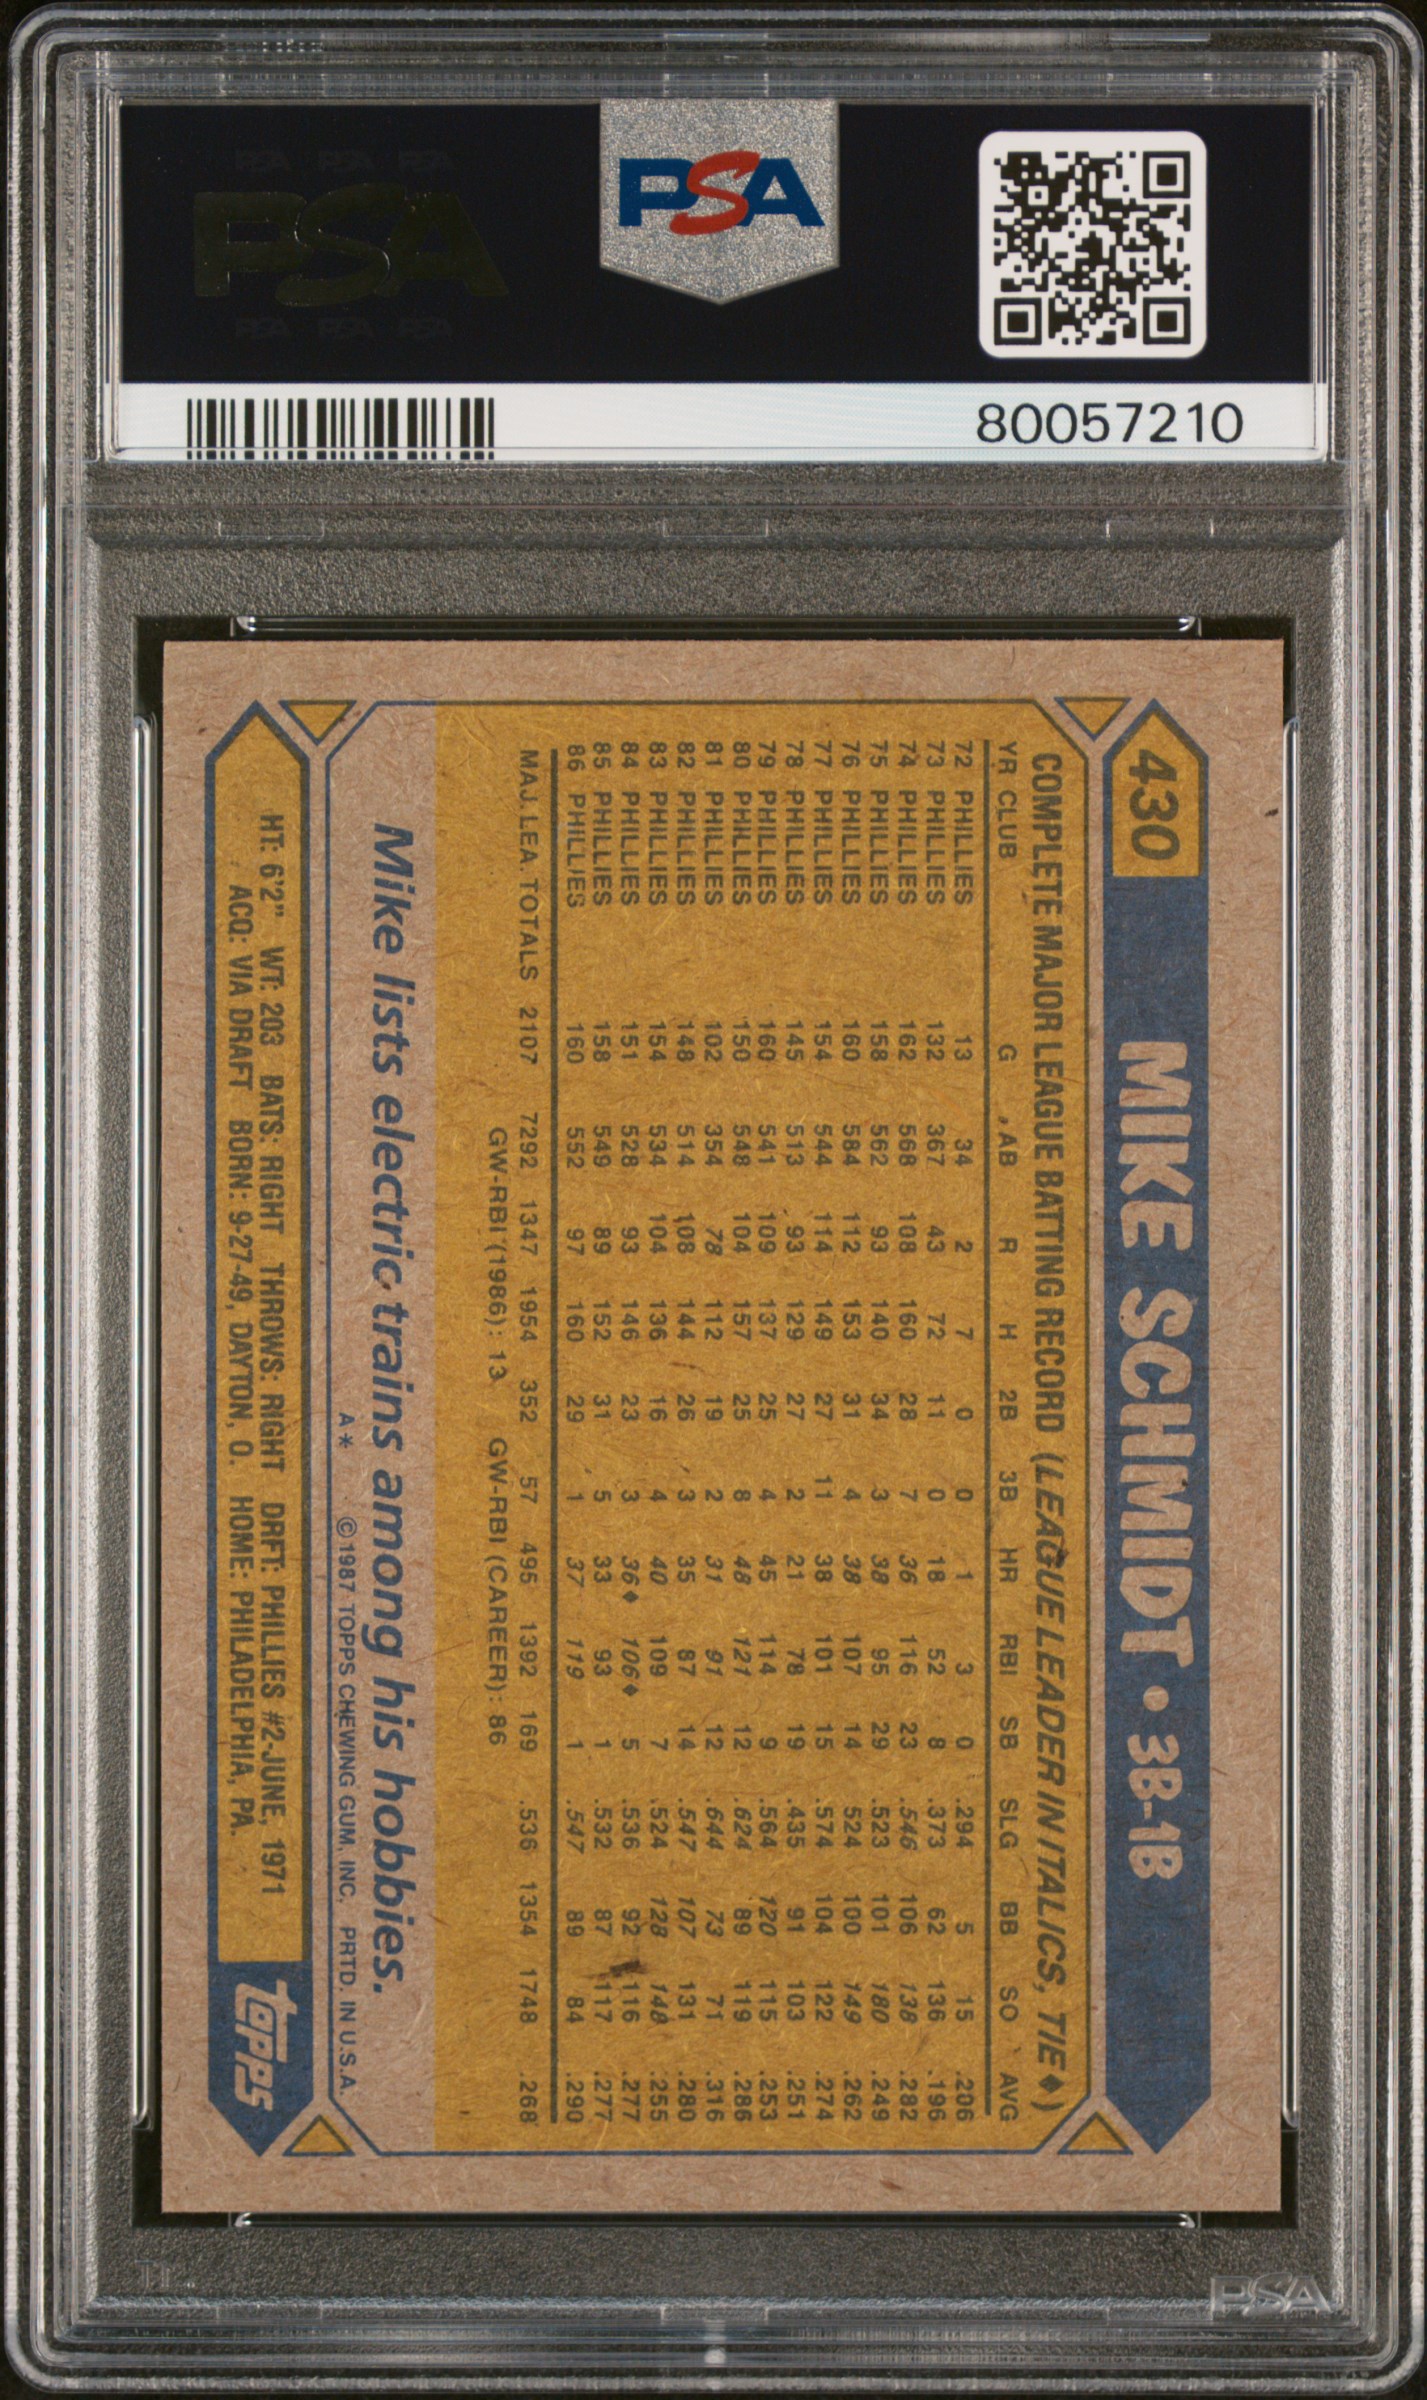 PSA PSA PSA
PSA
PSA PSA PSA
PSA
80057210
430 MIKE SCHMIDT • 3B-1B
COMPLETE MAJOR LEAGUE BATTING RECORD (LEAGUE LEADER IN ITALICS, TIE♦)
YR CLUB G AB R H 2B 3B HR RBI SB SLG BB SO AVG
72 PHILLIES 13 34 2 7 0 0 1 3 0 .294 5 15 .206
73 PHILLIES 132 367 43 72 11 0 18 52 8 .373 62 136 .196
74 PHILLIES 162 568 108 160 28 7 36 116 23 .546 106 138 .282
75 PHILLIES 158 562 93 140 34 3 38 95 29 .523 101 180 .249
76 PHILLIES 160 584 112 153 31 4 38 107 14 .524 100 149 .262
77 PHILLIES 154 544 114 149 27 11 38 101 15 .574 104 122 .274
78 PHILLIES 145 513 93 129 27 2 21 78 19 .435 91 103 .251
79 PHILLIES 160 541 109 137 25 4 45 114 9 .564 120 115 .253
80 PHILLIES 150 548 104 157 25 8 48 121 12 .624 89 119 .286
81 PHILLIES 102 354 78 112 19 2 31 91 12 .644 73 71 .316
82 PHILLIES 148 514 108 144 26 3 35 87 14 .547 107 131 .280
83 PHILLIES 154 534 104 136 16 4 40 109 7 .524 128 148 .255
84 PHILLIES 151 528 93 146 23 3 36♦ 106♦ 5 .536 92 116 .277
85 PHILLIES 158 549 89 152 31 5 33 93 1 .532 87 117 .277
86 PHILLIES 160 552 97 160 29 1 37 119 1 .547 89 84 .290
MAJ. LEA. TOTALS 2107 7292 1347 1954 352 57 495 1392 169 .536 1354 1748 .268
GW-RBI (1986): 13 GW-RBI (CAREER): 86
Mike lists electric trains among his hobbies.
A* ©1987 TOPPS CHEWING GUM, INC. PRTD. IN U.S.A.
HT: 6'2" WT: 203 BATS: RIGHT THROWS: RIGHT DRFT: PHILLIES #2-JUNE, 1971
ACQ: VIA DRAFT BORN: 9-27-49, DAYTON, O. HOME: PHILADELPHIA, PA.
topps
PSA